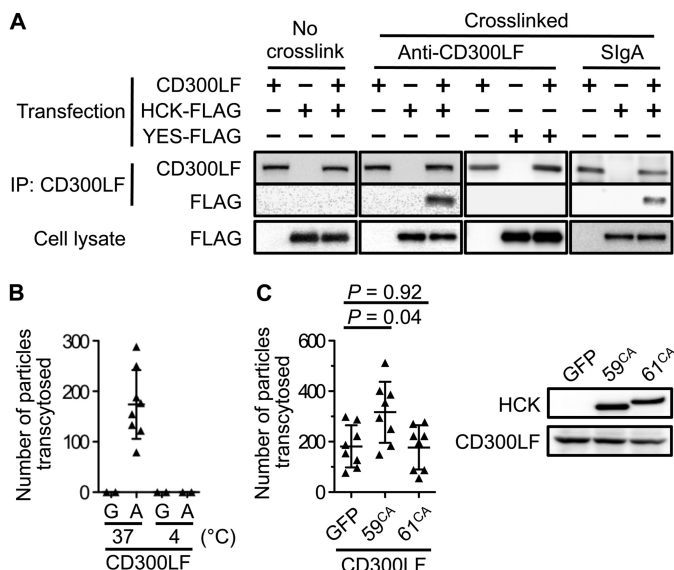 A
No crosslink
Crosslinked
Anti-CD300LF
SIgA
Transfection
CD300LF + − + + − + + − + + − +
HCK-FLAG − + + − + + − − − − + +
YES-FLAG − − − − − − − + + − − −
IP: CD300LF
CD300LF
FLAG
Cell lysate FLAG
B
Number of particles transcytosed
300
200
100
0
G A G A
37 4 (°C)
CD300LF
C
P = 0.92
P = 0.04
Number of particles transcytosed
600
400
200
0
GFP 59CA 61CA
CD300LF
GFP 59CA 61CA
HCK
CD300LF